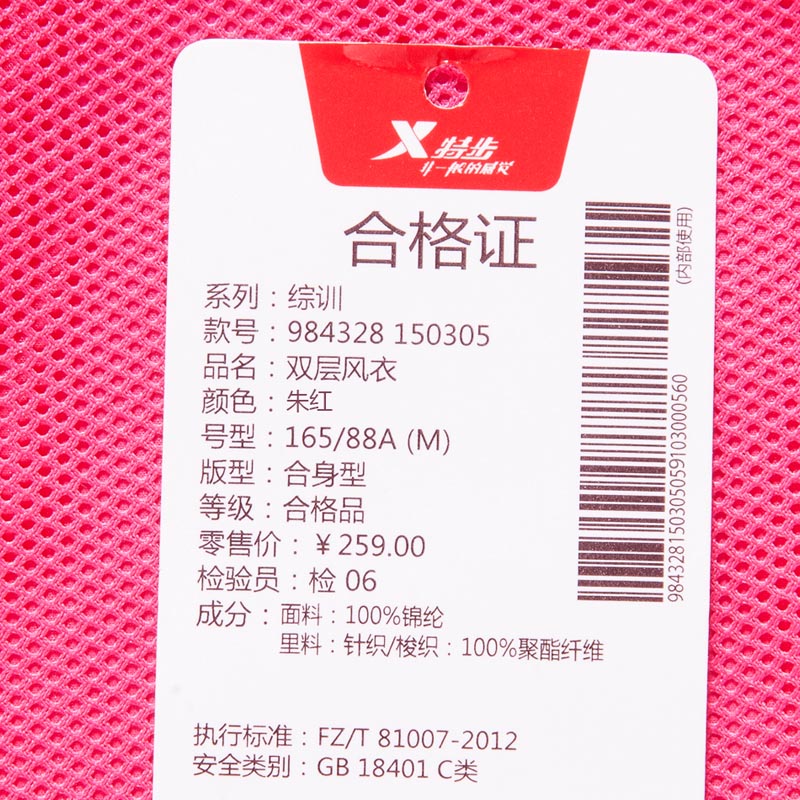 X 特步
非一般的感觉
合格证
(内部使用)
系列：综训
款号：984328 150305
品名：双层风衣
颜色：朱红
号型：165/88A (M)
版型：合身型
等级：合格品
零售价：￥259.00
检验员：检 06
成分：面料：100%锦纶
里料：针织/梭织：100%聚酯纤维
执行标准：FZ/T 81007-2012
安全类别：GB 18401 C类
98432815030505059103000560